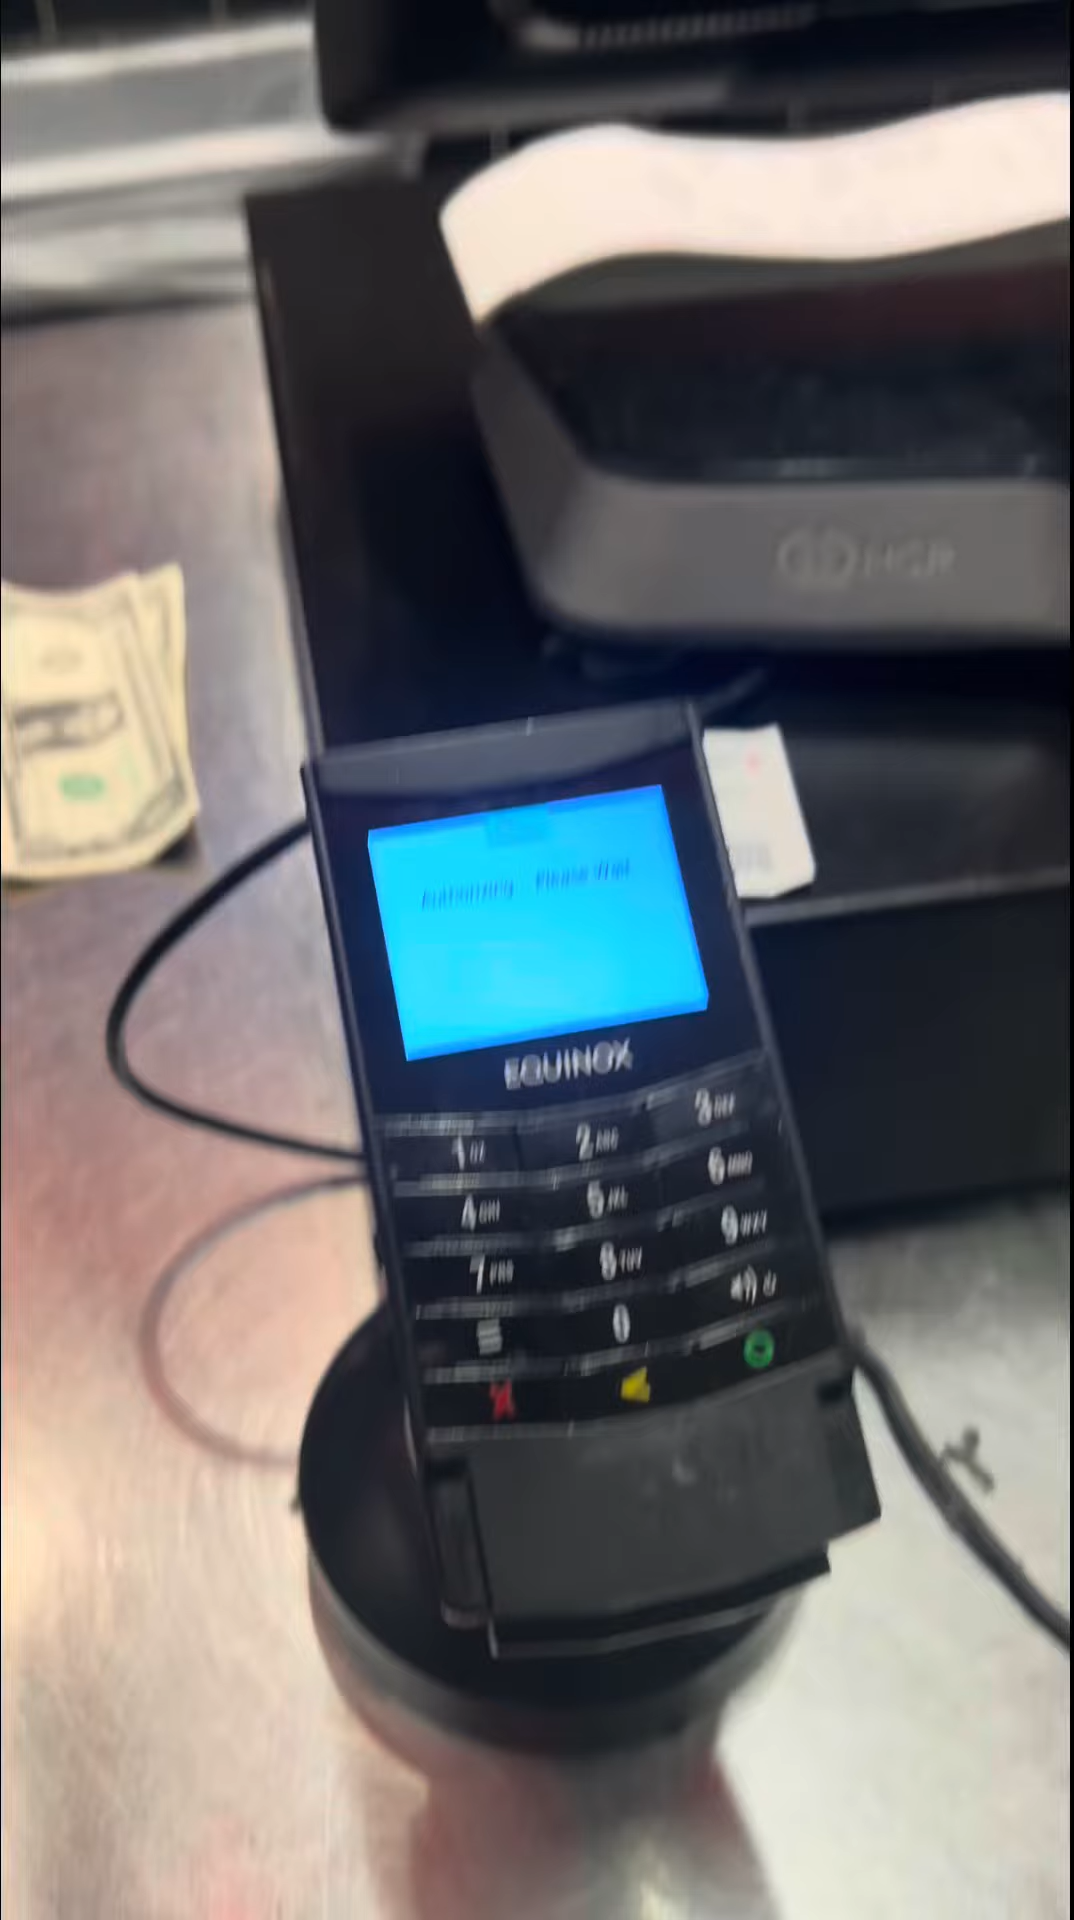 NCR
Authorizing... Please Wait
EQUINOX
1 QZ 2 ABC 3 DEF
4 GHI 5 JKL 6 MNO
7 PRS 8 TUV 9 WXY
0